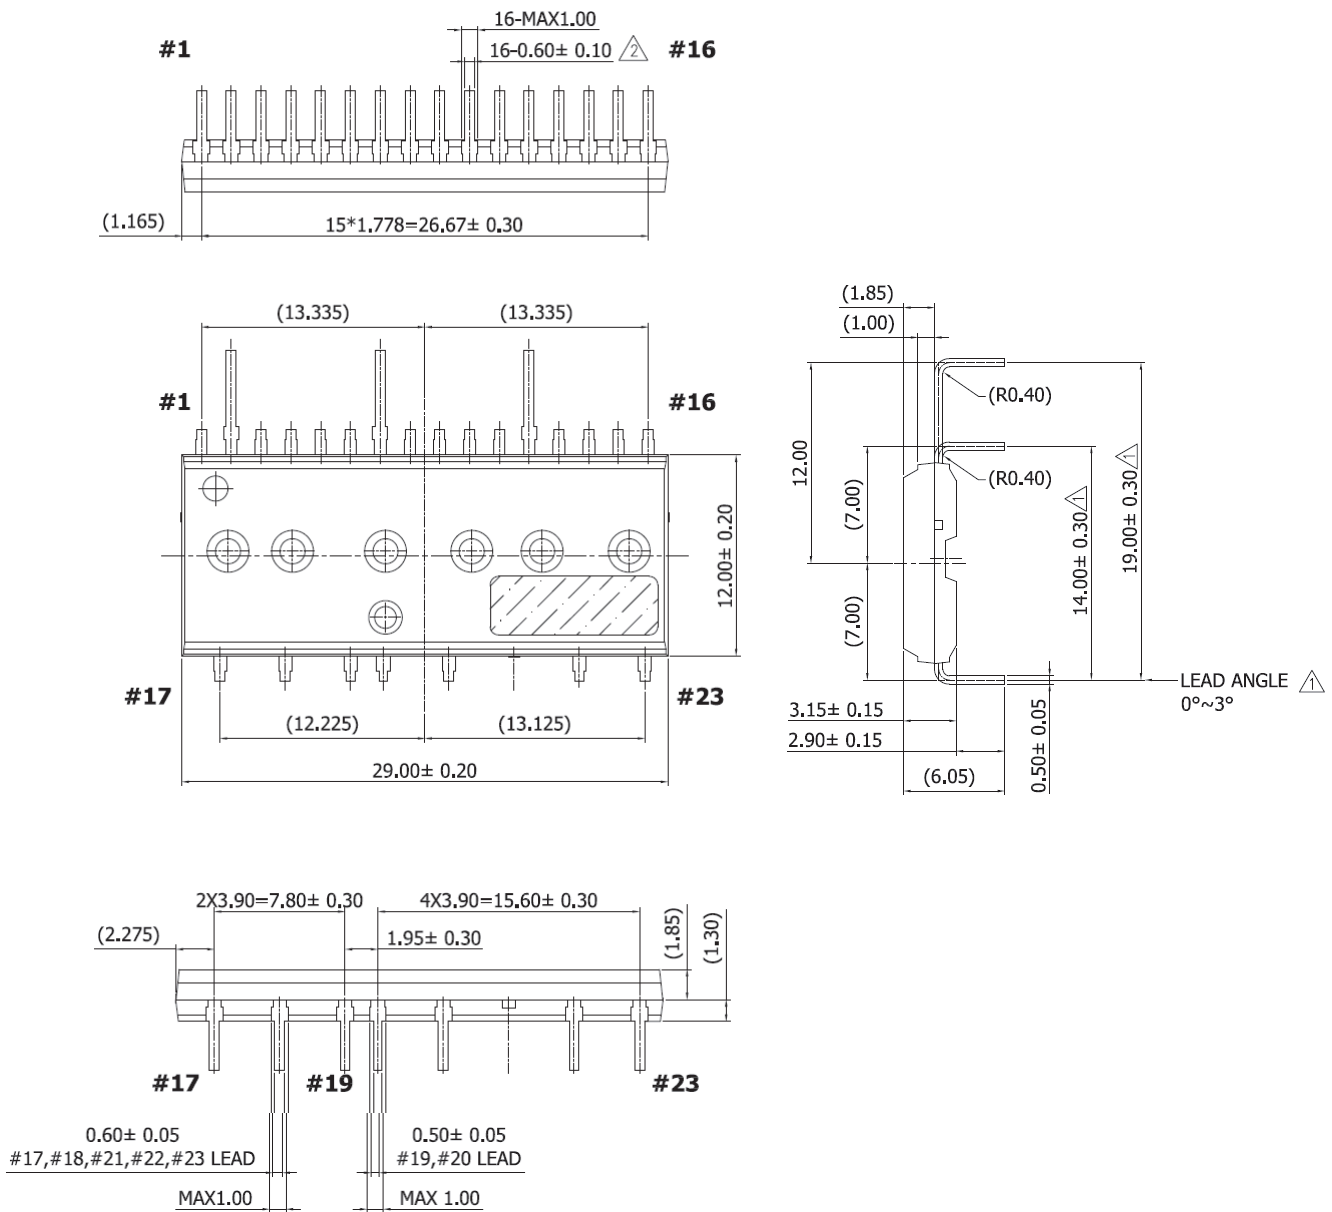 16-MAX1.00
#1
16-0.60± 0.10 2
#16
(1.165)
15*1.778=26.67± 0.30
(13.335)
(13.335)
#1
#16
12.00± 0.20
#17
#23
(12.225)
(13.125)
29.00± 0.20
(1.85)
(1.00)
(R0.40)
(R0.40)
12.00
(7.00)
(7.00)
14.00± 0.30 1
19.00± 0.30 1
LEAD ANGLE 1
0°~3°
3.15± 0.15
2.90± 0.15
(6.05)
0.50± 0.05
2X3.90=7.80± 0.30
4X3.90=15.60± 0.30
(2.275)
1.95± 0.30
(1.85)
(1.30)
#17
#19
#23
0.60± 0.05
#17,#18,#21,#22,#23 LEAD
0.50± 0.05
#19,#20 LEAD
MAX1.00
MAX 1.00